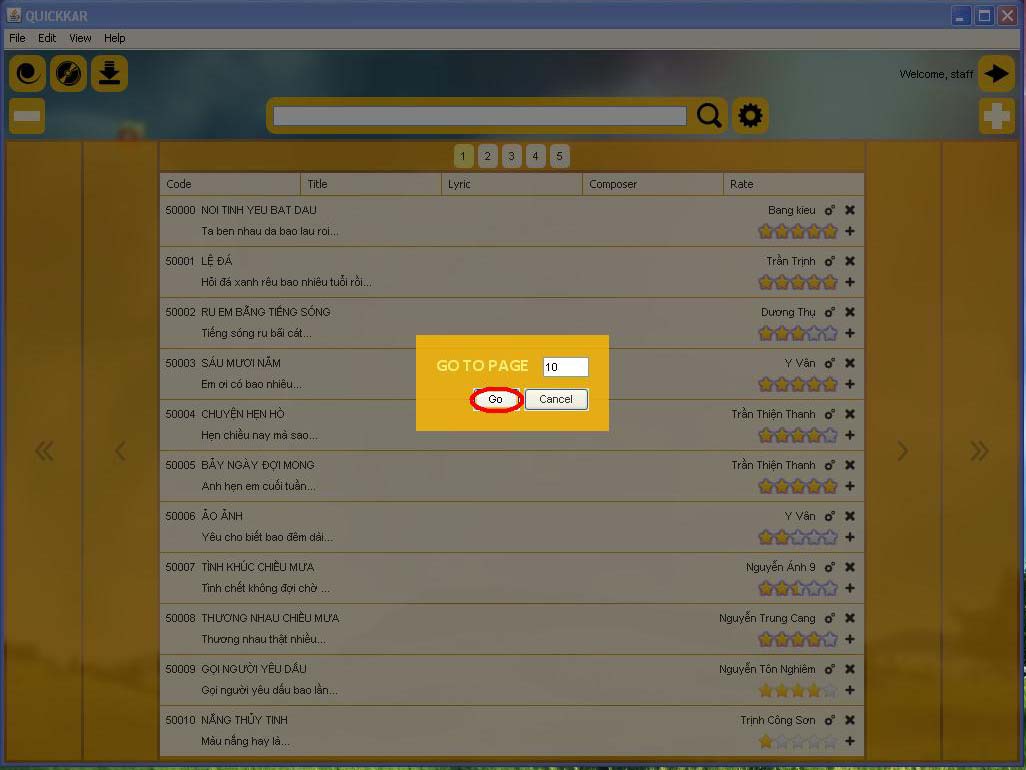 QUICKKAR
File Edit View Help
Welcome, staff
1 2 3 4 5
Code Title Lyric Composer Rate
50000 NOI TINH YEU BAT DAU Bang kieu
Ta ben nhau da bao lau roi...
50001 LỆ ĐÁ Trần Trịnh
Hỏi đá xanh rêu bao nhiêu tuổi rồi...
50002 RU EM BẰNG TIẾNG SÓNG Dương Thụ
Tiếng sóng ru bãi cát...
GO TO PAGE 10
Go Cancel
50003 SÁU MƯƠI NĂM Y Vân
Em ơi có bao nhiêu...
50004 CHUYỆN HẸN HÒ Trần Thiện Thanh
Hẹn chiều nay mà sao...
50005 BẢY NGÀY ĐỢI MONG Trần Thiện Thanh
Anh hẹn em cuối tuần...
50006 ẢO ẢNH Y Vân
Yêu cho biết bao đêm dài...
50007 TÌNH KHÚC CHIỀU MƯA Nguyễn Ánh 9
Tình chết không đợi chờ ...
50008 THƯƠNG NHAU CHIỀU MƯA Nguyễn Trung Cang
Thương nhau thật nhiều...
50009 GỌI NGƯỜI YÊU DẤU Nguyễn Tôn Nghiêm
Gọi người yêu dấu bao lần...
50010 NẮNG THỦY TINH Trịnh Công Sơn
Màu nắng hay là...